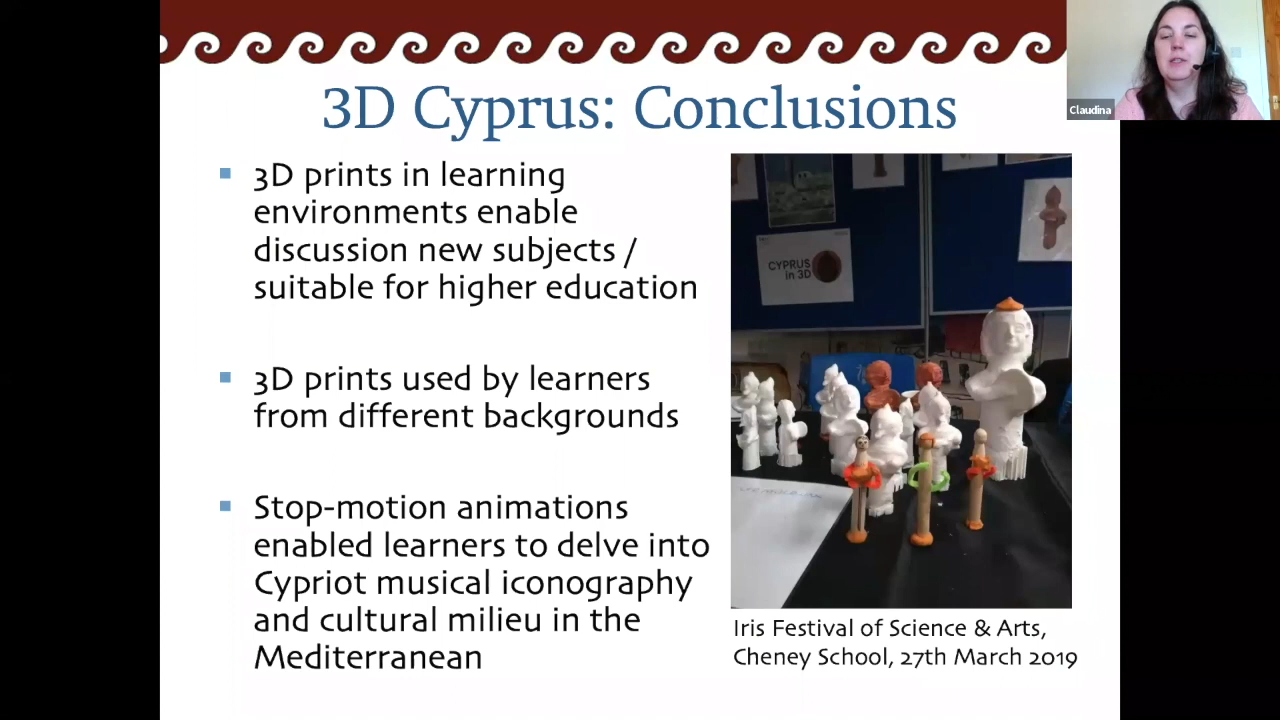 Claudina
3D Cyprus: Conclusions
3D prints in learning
environments enable
discussion new subjects /
suitable for higher education
3D prints used by learners
from different backgrounds
Stop-motion animations
enabled learners to delve into
Cypriot musical iconography
and cultural milieu in the
Mediterranean
CYPRUS
in 3D
Iris Festival of Science & Arts,
Cheney School, 27th March 2019